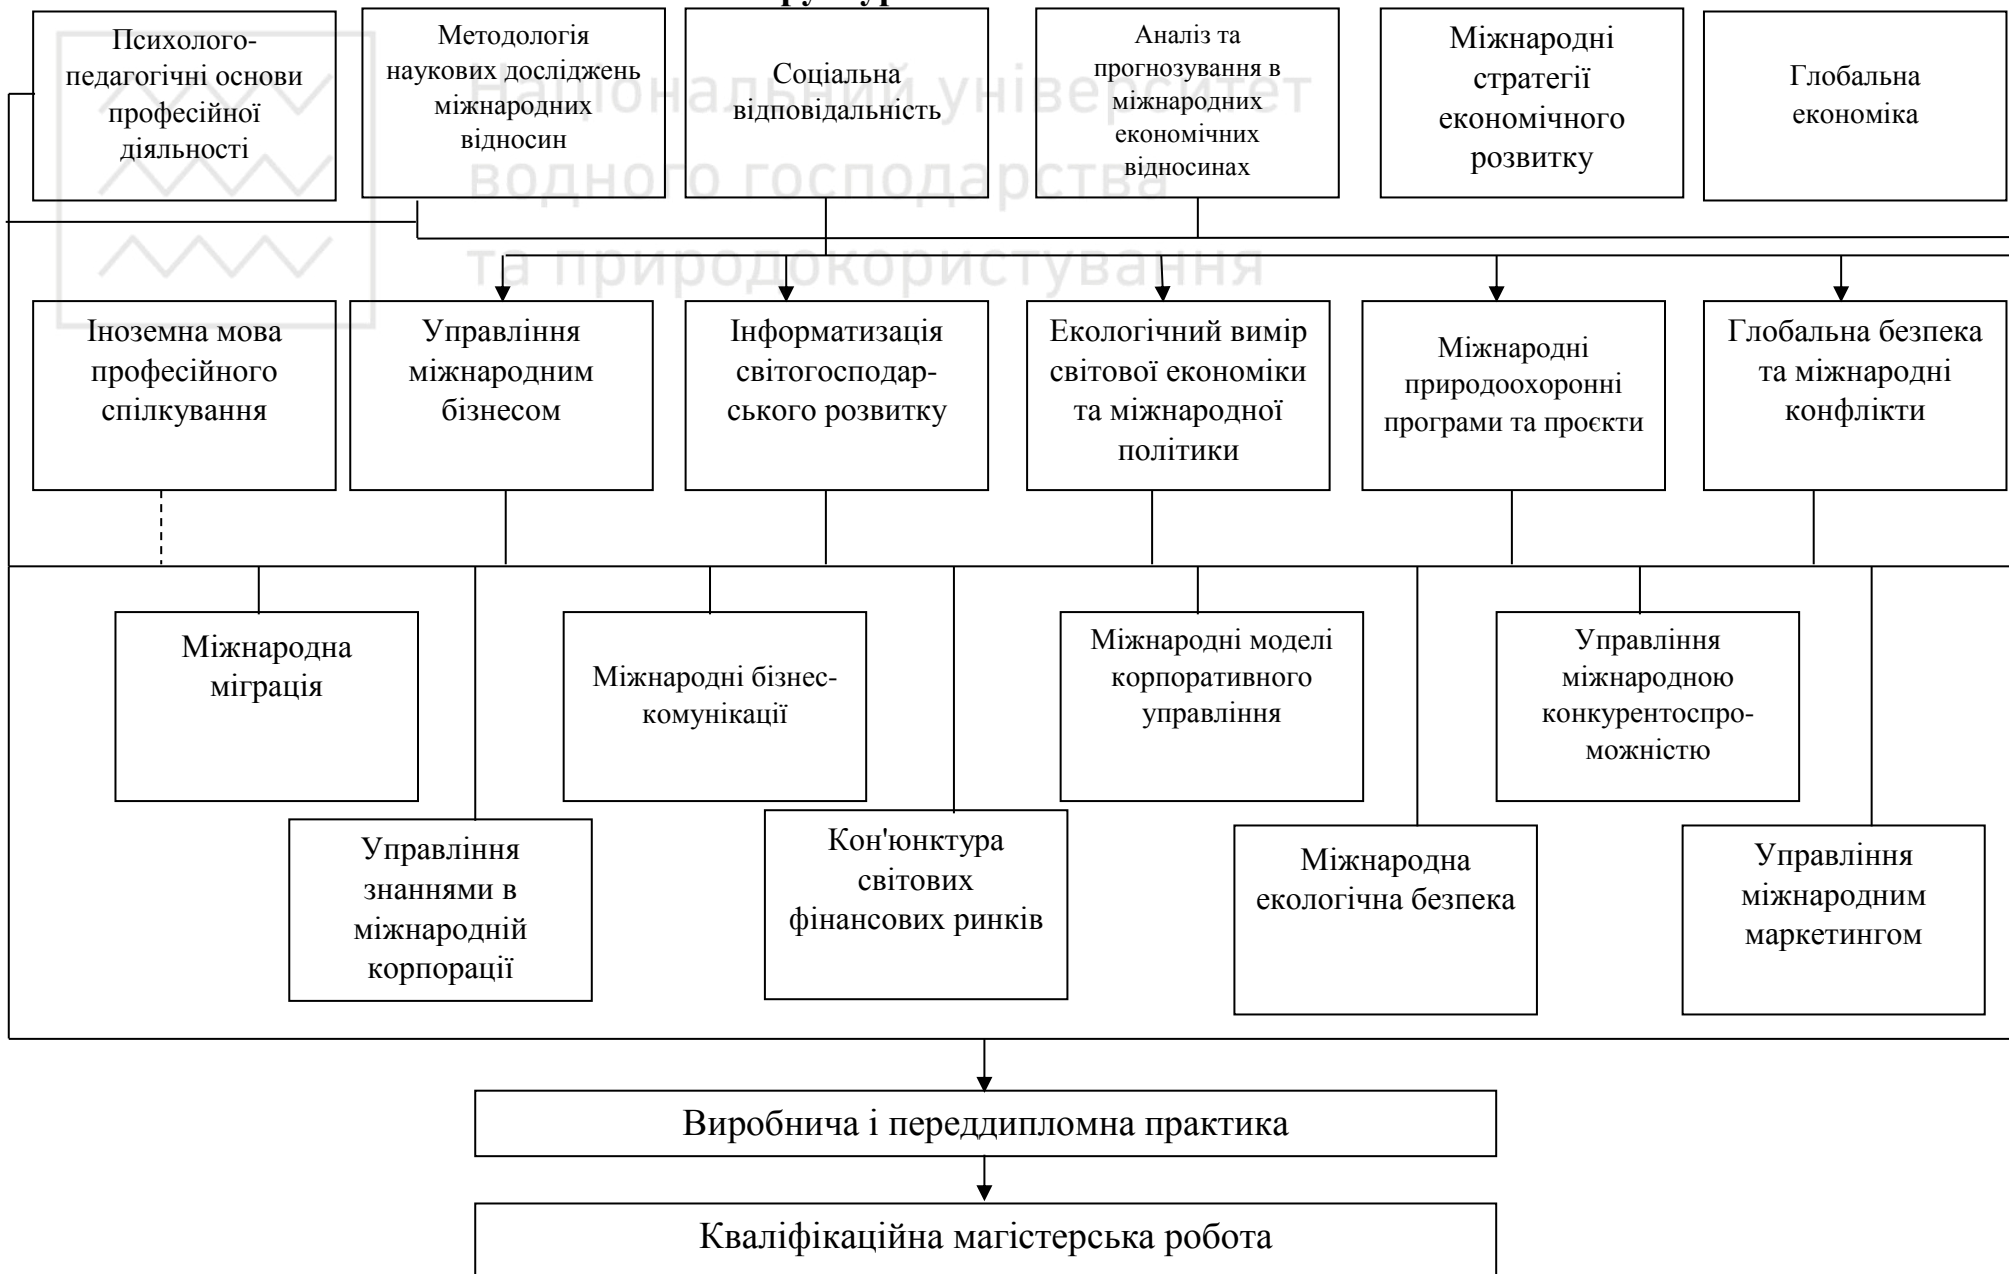 Психолого-
педагогічні основи
професійної
діяльності
Методологія
наукових досліджень
міжнародних
відносин
Соціальна
відповідальність
Аналіз та
прогнозування в
міжнародних
економічних
відносинах
Міжнародні
стратегії
економічного
розвитку
Глобальна
економіка
Національний університет
водного господарства
та природокористування
Іноземна мова
професійного
спілкування
Управління
міжнародним
бізнесом
Інформатизація
світогосподар-
ського розвитку
Екологічний вимір
світової економіки
та міжнародної
політики
Міжнародні
природоохоронні
програми та проєкти
Глобальна безпека
та міжнародні
конфлікти
Міжнародна
міграція
Міжнародні бізнес-
комунікації
Міжнародні моделі
корпоративного
управління
Управління
міжнародною
конкурентоспро-
можністю
Управління
знаннями в
міжнародній
корпорації
Кон'юнктура
світових
фінансових ринків
Міжнародна
екологічна безпека
Управління
міжнародним
маркетингом
Виробнича і переддипломна практика
Кваліфікаційна магістерська робота